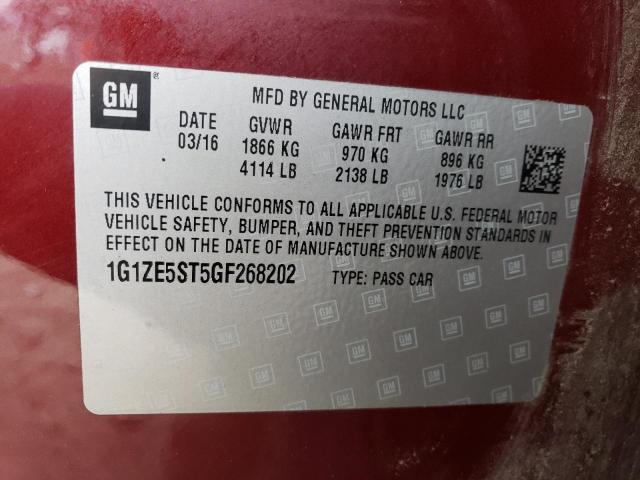 GM ®
MFD BY GENERAL MOTORS LLC
DATE GVWR GAWR FRT GAWR RR
03/16 1866 KG 970 KG 896 KG
4114 LB 2138 LB 1976 LB
THIS VEHICLE CONFORMS TO ALL APPLICABLE U.S. FEDERAL MOTOR
VEHICLE SAFETY, BUMPER, AND THEFT PREVENTION STANDARDS IN
EFFECT ON THE DATE OF MANUFACTURE SHOWN ABOVE.
1G1ZE5ST5GF268202 TYPE: PASS CAR